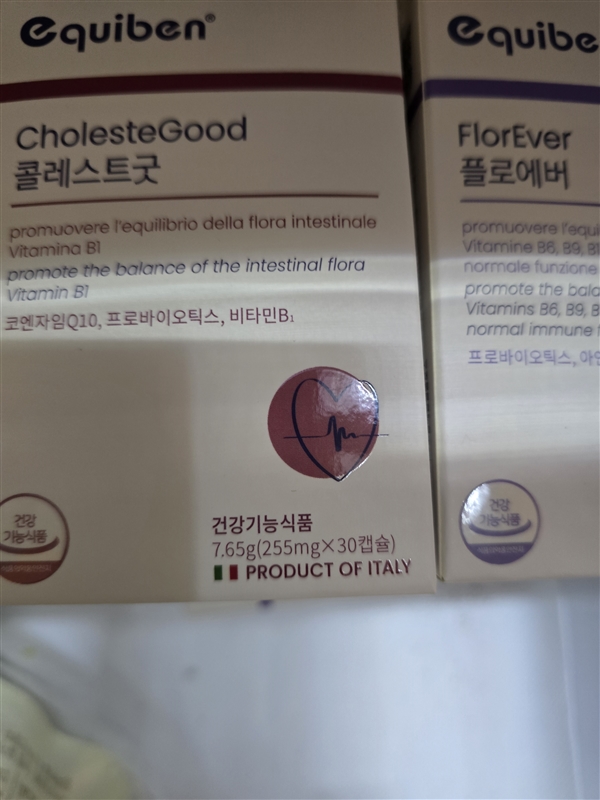 equiben®
CholesteGood
콜레스트굿
promuovere l'equilibrio della flora intestinale
Vitamina B1
promote the balance of the intestinal flora
Vitamin B1
코엔자임Q10, 프로바이오틱스, 비타민B₁
건강
기능식품
건강기능식품
7.65g(255mg×30캡슐)
PRODUCT OF ITALY
equibe
FlorEver
플로에버
promuovere l'equi
Vitamine B6, B9, B1
normale funzione
promote the bala
Vitamins B6, B9, B
normal immune f
프로바이오틱스, 아연
건강
기능식품